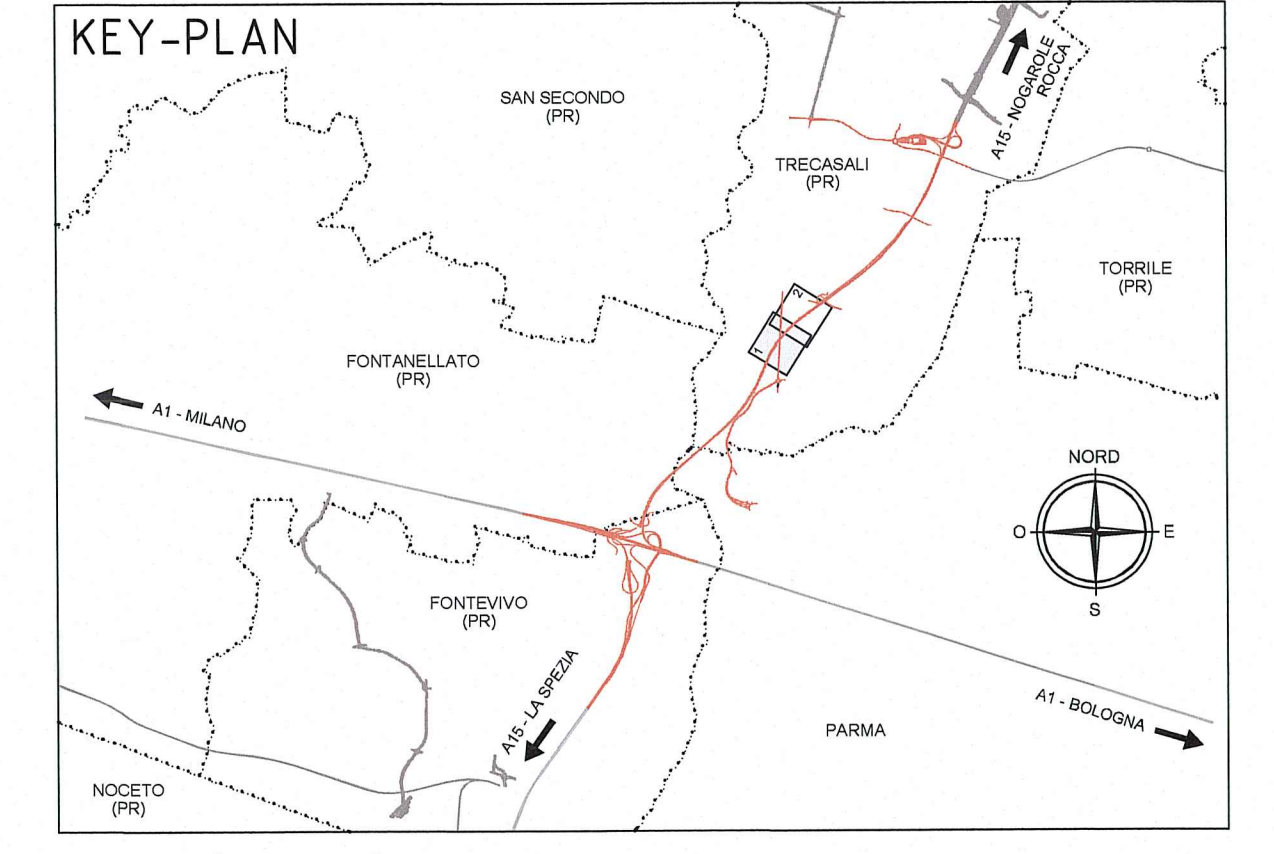 KEY-PLAN
SAN SECONDO
(PR)
A15 - NOGAROLE
ROCCA
TRECASALI
(PR)
TORRILE
(PR)
2
1
FONTANELLATO
(PR)
A1 - MILANO
NORD
O
E
S
FONTEVIVO
(PR)
A15 - LA SPEZIA
A1 - BOLOGNA
PARMA
NOCETO
(PR)